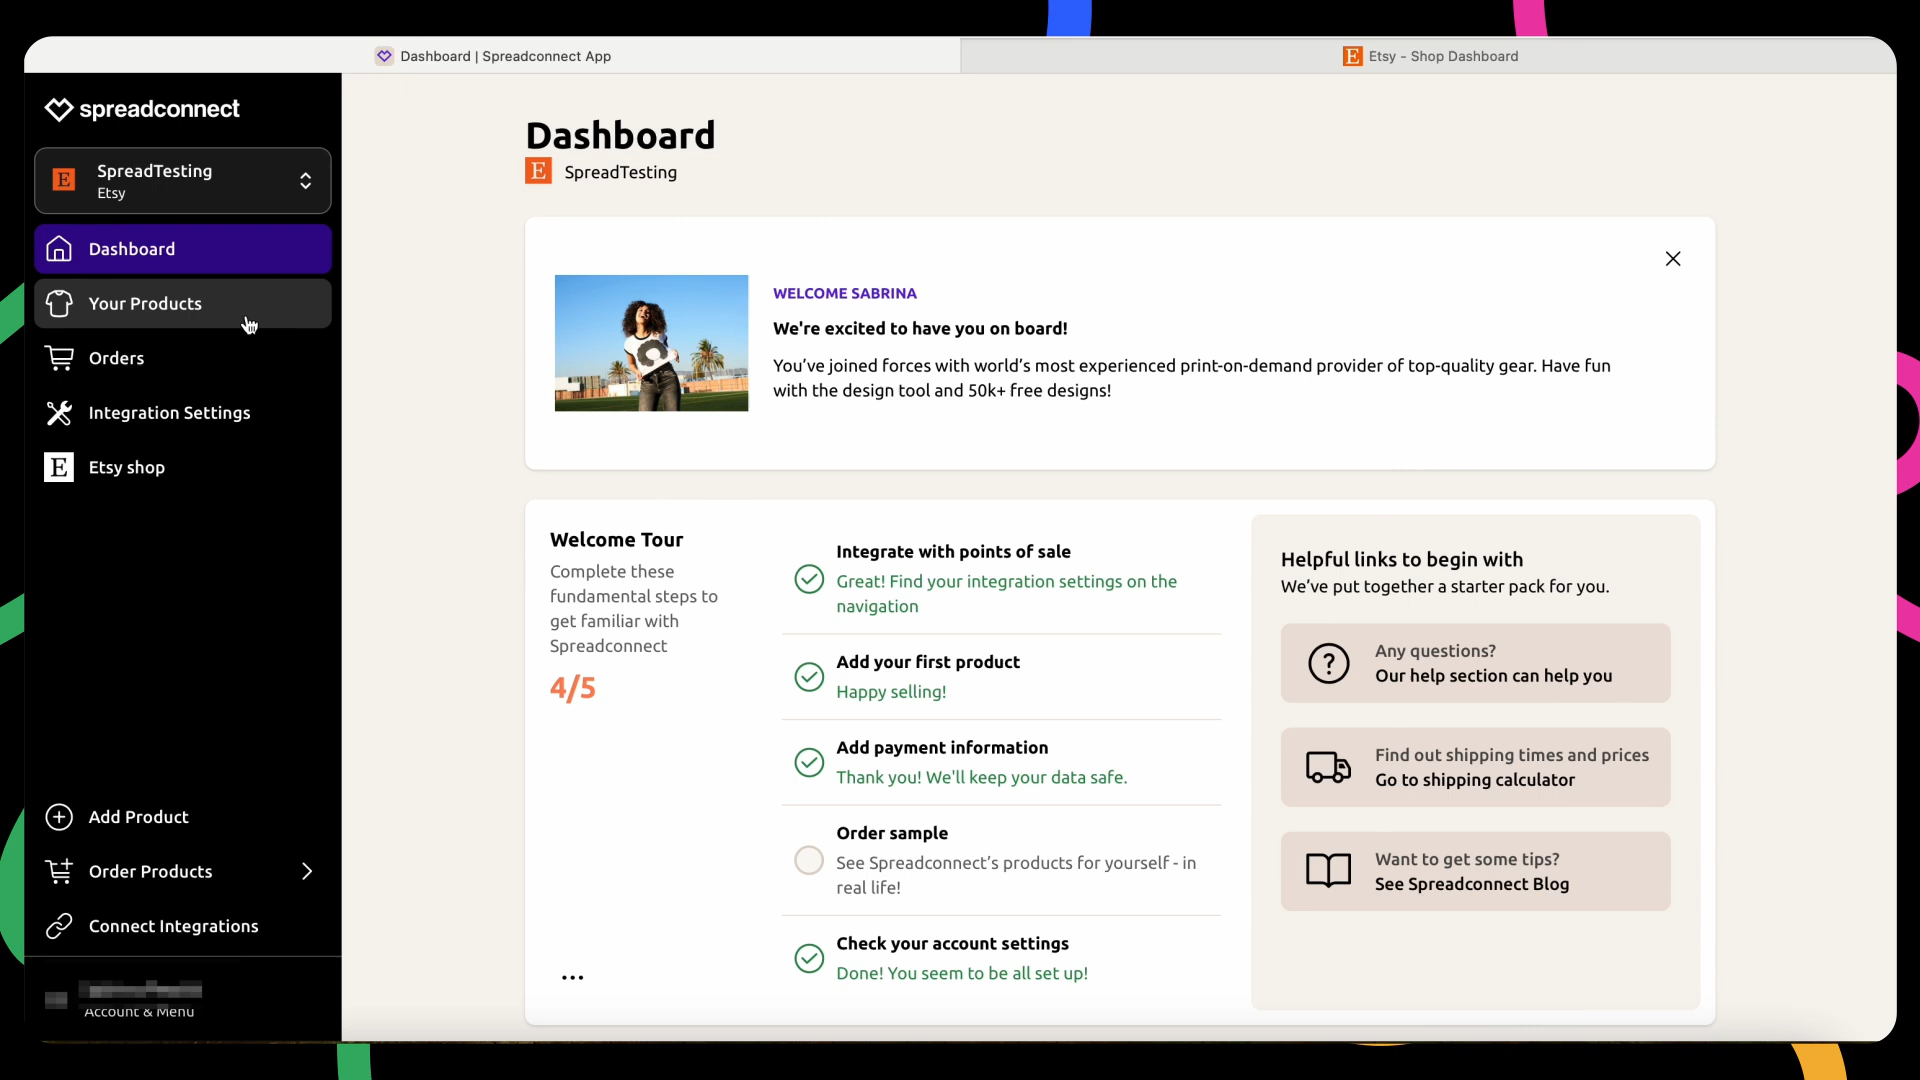 Dashboard | Spreadconnect App
E Etsy - Shop Dashboard
spreadconnect
E SpreadTesting
Etsy
Dashboard
Your Products
Orders
Integration Settings
E Etsy shop
Add Product
Order Products
Connect Integrations
Account & Menu
Dashboard
E SpreadTesting
WELCOME SABRINA
We're excited to have you on board!
You’ve joined forces with world’s most experienced print-on-demand provider of top-quality gear. Have fun
with the design tool and 50k+ free designs!
Welcome Tour
Complete these
fundamental steps to
get familiar with
Spreadconnect
4/5
...
Integrate with points of sale
Great! Find your integration settings on the
navigation
Add your first product
Happy selling!
Add payment information
Thank you! We'll keep your data safe.
Order sample
See Spreadconnect’s products for yourself - in
real life!
Check your account settings
Done! You seem to be all set up!
Helpful links to begin with
We’ve put together a starter pack for you.
? Any questions?
Our help section can help you
Find out shipping times and prices
Go to shipping calculator
Want to get some tips?
See Spreadconnect Blog